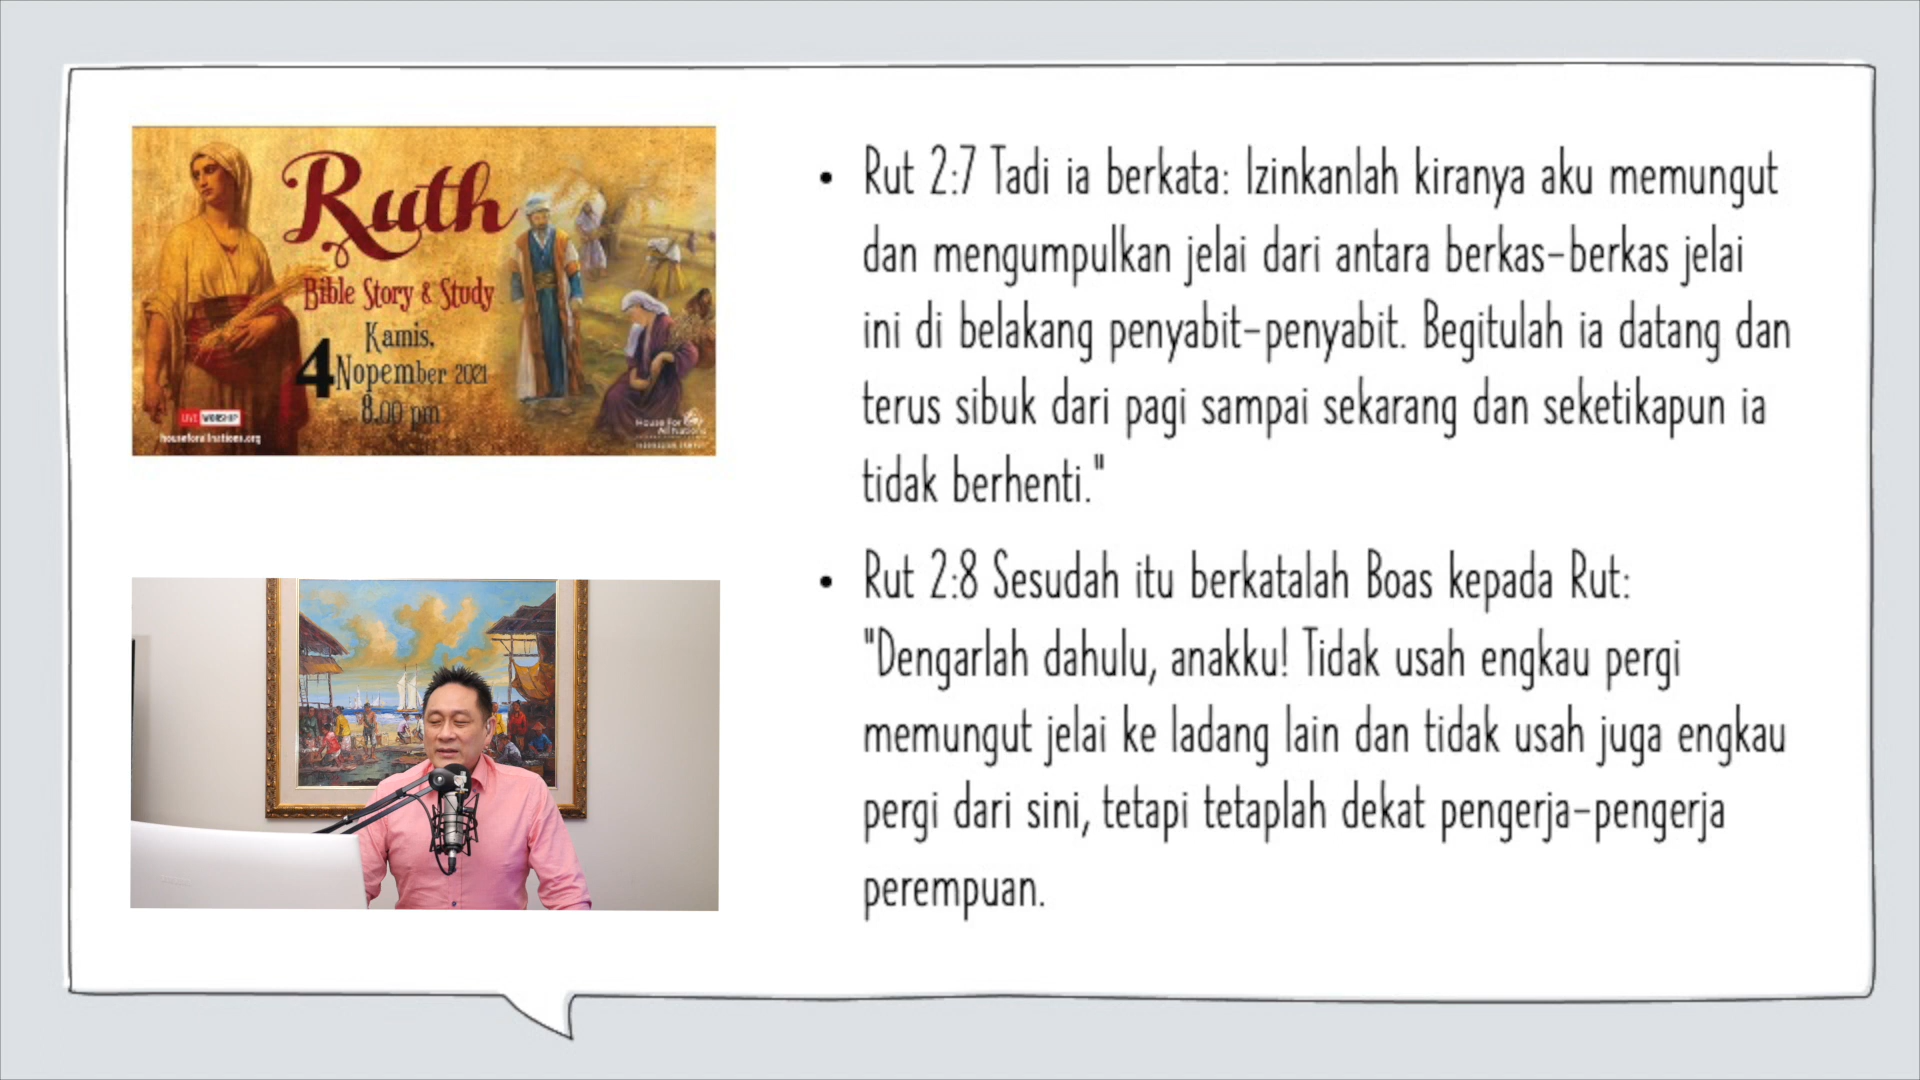 Ruth
Bible Story & Study
Kamis,
4 Nopember 2021
8.00 pm
LIVE WORSHIP
houseforallnations.org
House For
All Nations
• Rut 2:7 Tadi ia berkata: Izinkanlah kiranya aku memungut
dan mengumpulkan jelai dari antara berkas-berkas jelai
ini di belakang penyabit-penyabit. Begitulah ia datang dan
terus sibuk dari pagi sampai sekarang dan seketikapun ia
tidak berhenti."
• Rut 2:8 Sesudah itu berkatalah Boas kepada Rut:
"Dengarlah dahulu, anakku! Tidak usah engkau pergi
memungut jelai ke ladang lain dan tidak usah juga engkau
pergi dari sini, tetapi tetaplah dekat pengerja-pengerja
perempuan.